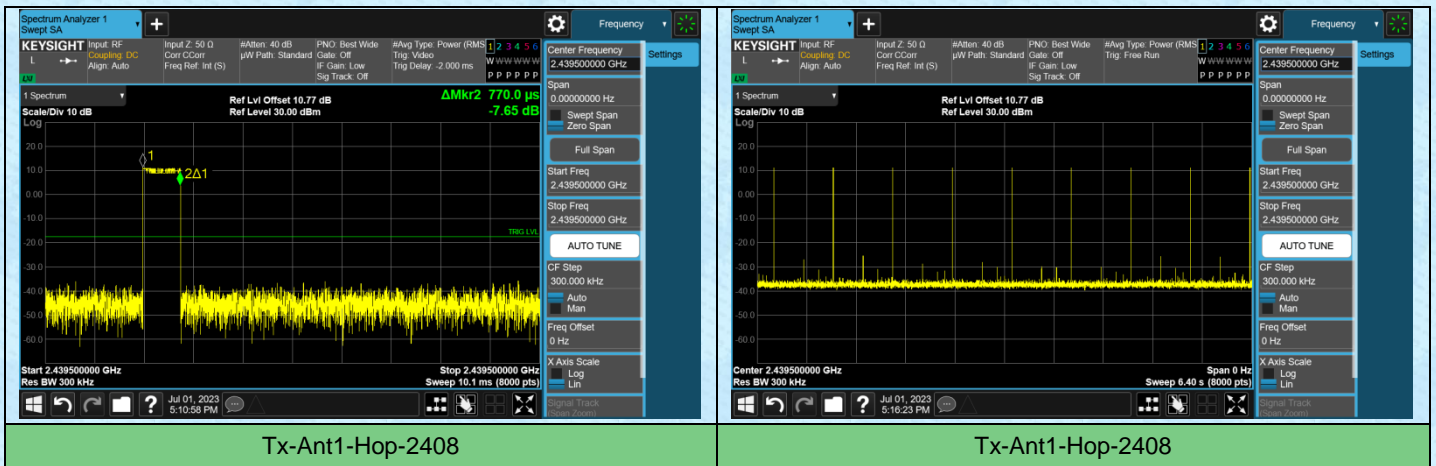 Spectrum Analyzer 1
Swept SA
Frequency
KEYSIGHT
L
LXI
Input: RF
Coupling: DC
Align: Auto
Input Z: 50 Ω
Corr CCorr
Freq Ref: Int (S)
#Atten: 40 dB
µW Path: Standard
PNO: Best Wide
Gate: Off
IF Gain: Low
Sig Track: Off
#Avg Type: Power (RMS
Trig: Video
Trig Delay: -2.000 ms
1 2 3 4 5 6
W W W W W W
P P P P P P
Center Frequency
2.439500000 GHz
Settings
Span
0.00000000 Hz
Swept Span
Zero Span
Full Span
Start Freq
2.439500000 GHz
Stop Freq
2.439500000 GHz
AUTO TUNE
CF Step
300.000 kHz
Auto
Man
Freq Offset
0 Hz
X Axis Scale
Log
Lin
Signal Track
(Span Zoom)
1 Spectrum
Scale/Div 10 dB
Log
Ref Lvl Offset 10.77 dB
Ref Level 30.00 dBm
ΔMkr2 770.0 µs
-7.65 dB
20.0
10.0
0.00
-10.0
-20.0
-30.0
-40.0
-50.0
-60.0
1
2Δ1
TRIG LVL
Start 2.439500000 GHz
Res BW 300 kHz
Stop 2.439500000 GHz
Sweep 10.1 ms (8000 pts)
Jul 01, 2023
5:10:58 PM
Tx-Ant1-Hop-2408
Spectrum Analyzer 1
Swept SA
Frequency
KEYSIGHT
L
LXI
Input: RF
Coupling: DC
Align: Auto
Input Z: 50 Ω
Corr CCorr
Freq Ref: Int (S)
#Atten: 40 dB
µW Path: Standard
PNO: Best Wide
Gate: Off
IF Gain: Low
Sig Track: Off
#Avg Type: Power (RMS
Trig: Free Run
1 2 3 4 5 6
W W W W W W
P P P P P P
Center Frequency
2.439500000 GHz
Settings
Span
0.00000000 Hz
Swept Span
Zero Span
Full Span
Start Freq
2.439500000 GHz
Stop Freq
2.439500000 GHz
AUTO TUNE
CF Step
300.000 kHz
Auto
Man
Freq Offset
0 Hz
X Axis Scale
Log
Lin
Signal Track
(Span Zoom)
1 Spectrum
Scale/Div 10 dB
Log
Ref Lvl Offset 10.77 dB
Ref Level 30.00 dBm
20.0
10.0
0.00
-10.0
-20.0
-30.0
-40.0
-50.0
-60.0
Center 2.439500000 GHz
Res BW 300 kHz
Span 0 Hz
Sweep 6.40 s (8000 pts)
Jul 01, 2023
5:16:23 PM
Tx-Ant1-Hop-2408